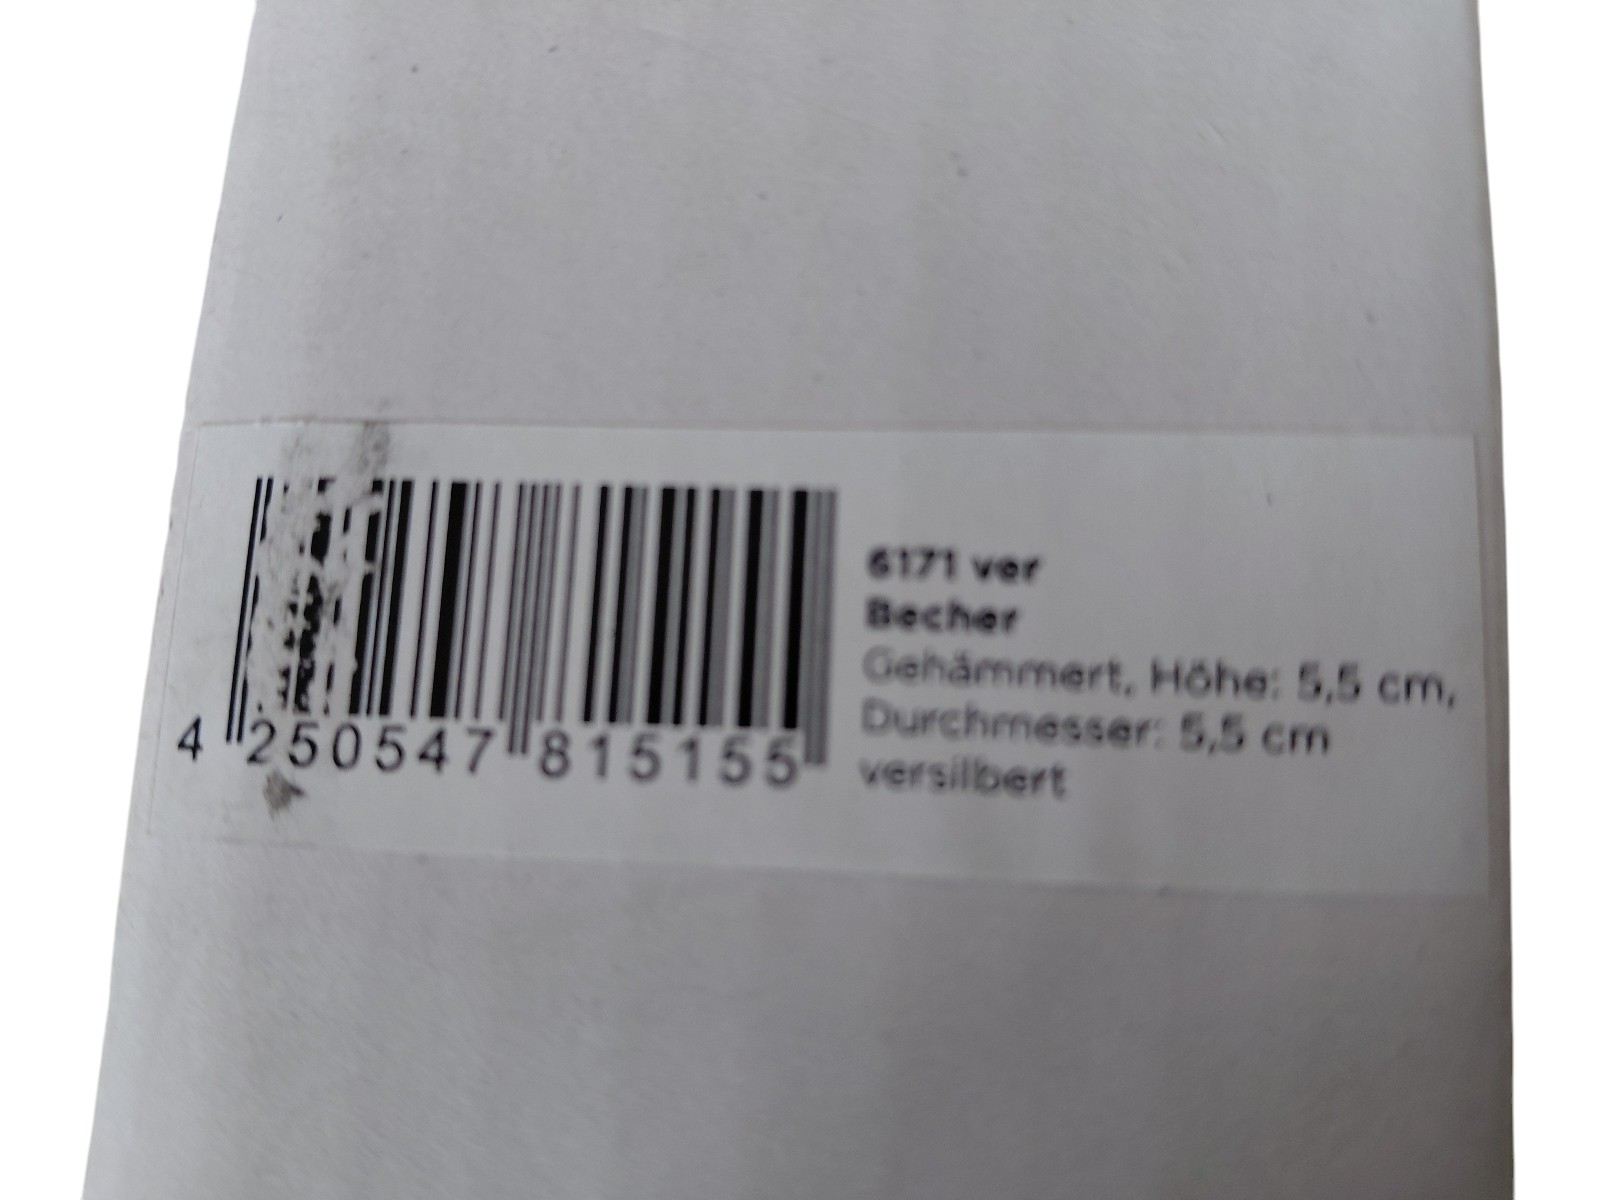 4 250547 815155
6171 ver
Becher
Gehämmert, Höhe: 5,5 cm,
Durchmesser: 5,5 cm
versilbert